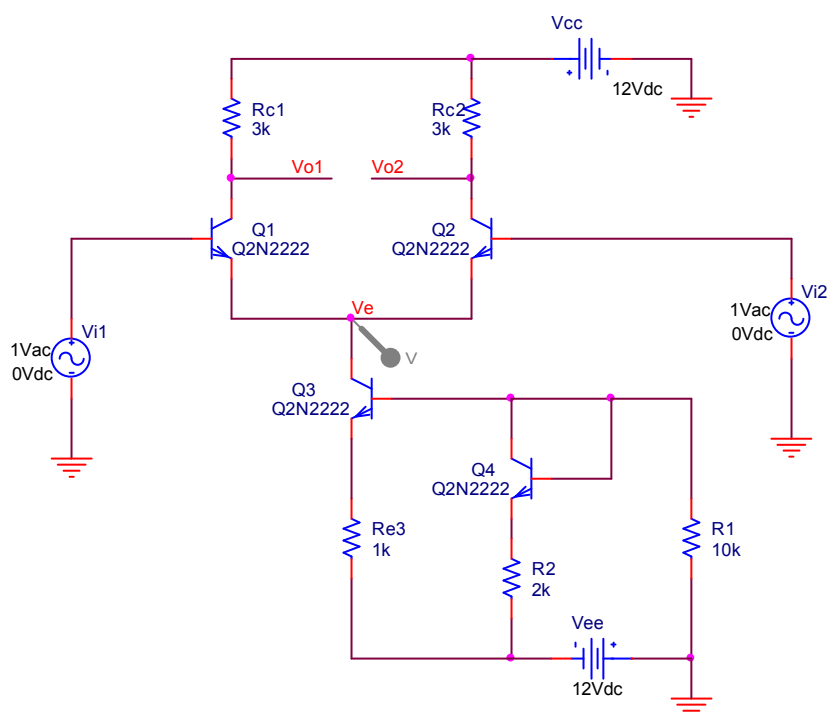 Vcc
+ -
12Vdc
Rc1
3k
Rc2
3k
Vo1
Vo2
Q1
Q2N2222
Q2
Q2N2222
Ve
V
Vi1
1Vac
0Vdc
+
-
Vi2
1Vac
0Vdc
+
-
Q3
Q2N2222
Q4
Q2N2222
Re3
1k
R2
2k
R1
10k
Vee
- +
12Vdc